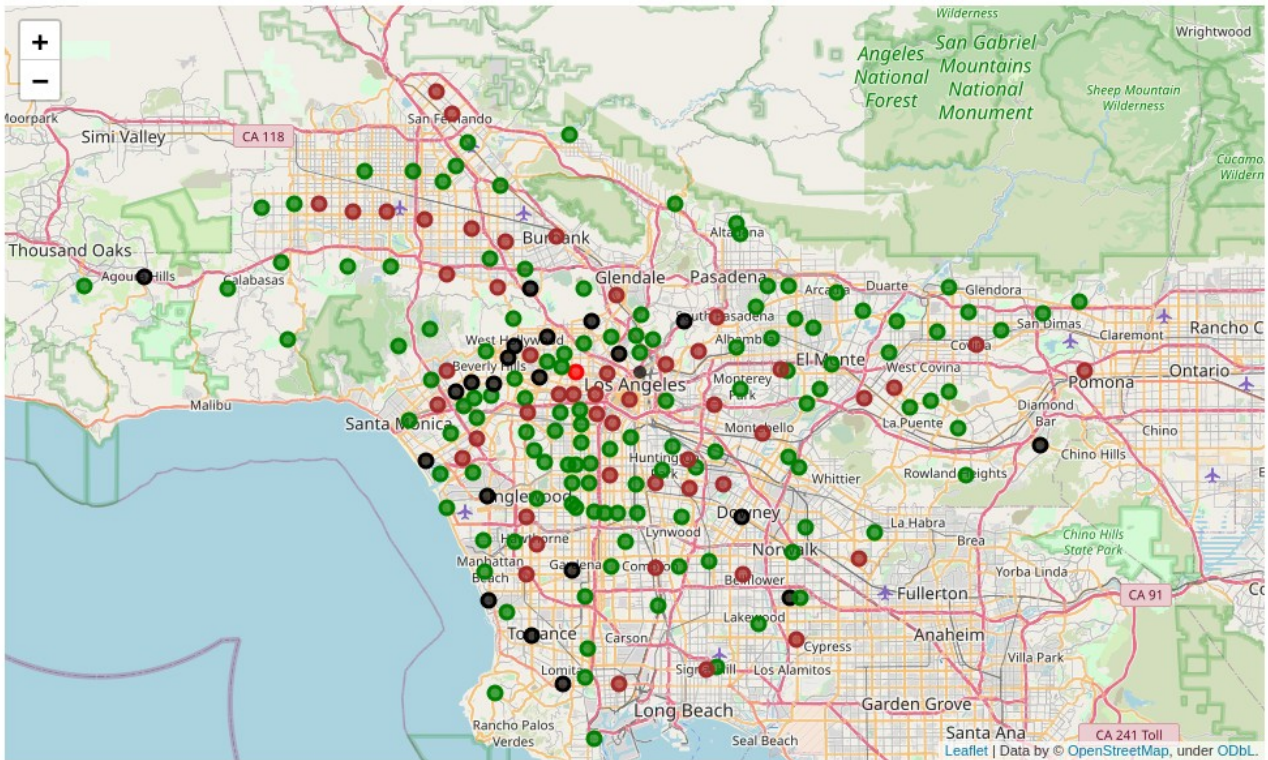 +
−
Wilderness
Wrightwood
Angeles
National
Forest
San Gabriel
Mountains
National
Monument
Sheep Mountain
Wilderness
Moorpark
Simi Valley
CA 118
San Fernando
Thousand Oaks
Agoura Hills
Calabasas
Burbank
Altadena
Glendale
Pasadena
Arcadia
Duarte
Glendora
South Pasadena
San Dimas
Claremont
Rancho C
West Hollywood
Alhambra
Covina
Beverly Hills
El Monte
West Covina
Los Angeles
Monterey
Park
Pomona
Ontario
Malibu
Santa Monica
Montebello
La Puente
Diamond
Bar
Chino
Chino Hills
Huntington
Park
Whittier
Rowland Heights
Inglewood
Downey
La Habra
Lynwood
Brea
Chino Hills
State Park
Hawthorne
Norwalk
Manhattan
Beach
Gardena
Compton
Bellflower
Yorba Linda
Fullerton
CA 91
Lakewood
Torrance
Carson
Cypress
Anaheim
Villa Park
Lomita
Signal Hill
Los Alamitos
Garden Grove
Long Beach
Rancho Palos
Verdes
Seal Beach
Santa Ana
CA 241 Toll
Leaflet | Data by © OpenStreetMap, under ODbL.